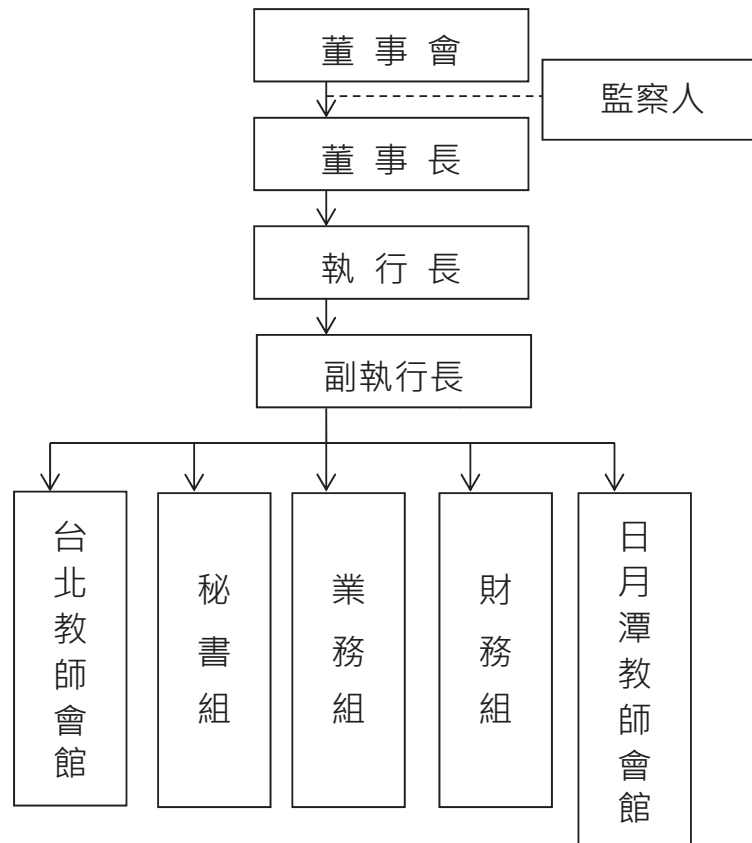 董事會
監察人
董事長
執行長
副執行長
台北教師會館
秘書組
業務組
財務組
日月潭教師會館